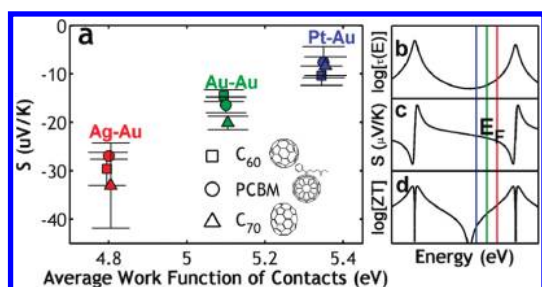 a
Pt-Au
Au-Au
Ag-Au
C60
PCBM
C70
S (uV/K)
0
-10
-20
-30
-40
4.8
5
5.2
5.4
Average Work Function of Contacts (eV)
b
log[τ(E)]
c
EF
S (μV/K)
d
log[ZT]
Energy (eV)